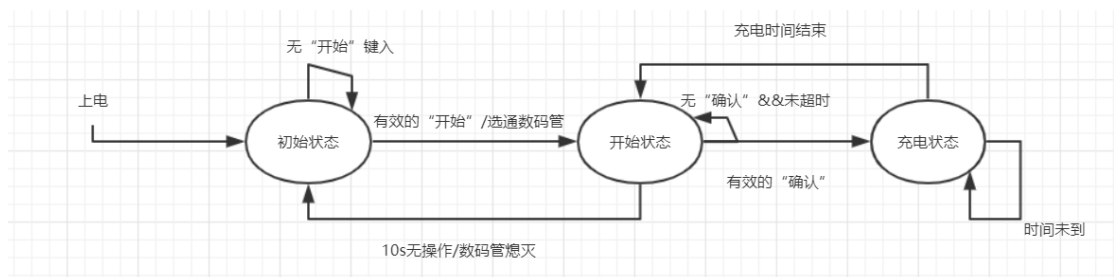 充电时间结束
无“开始”键入
上电
无“确认”&&未超时
有效的“开始”/选通数码管
初始状态
开始状态
充电状态
有效的“确认”
时间未到
10s无操作/数码管熄灭